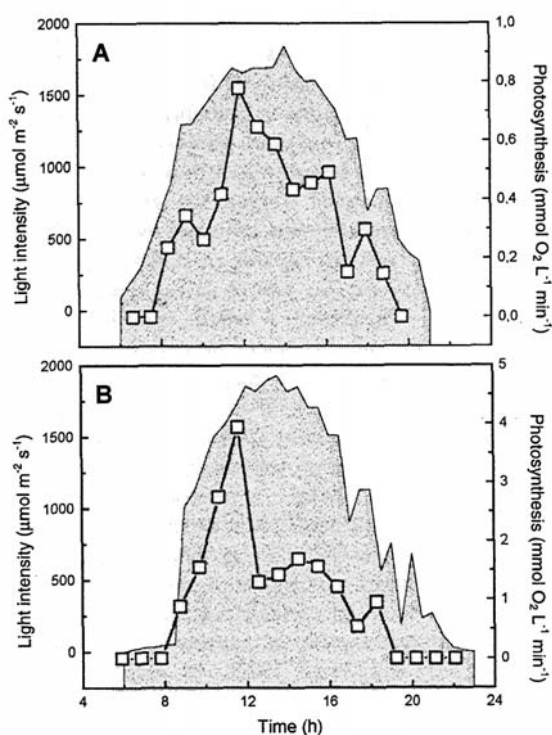 A
Light intensity (µmol m⁻² s⁻¹)
2000
1500
1000
500
0
1,0
0,8
0,6
0,4
0,2
0,0
Photosynthesis (mmol O₂ L⁻¹ min⁻¹)
B
Light intensity (µmol m⁻² s⁻¹)
2000
1500
1000
500
0
5
4
3
2
1
0
Photosynthesis (mmol O₂ L⁻¹ min⁻¹)
4 8 12 16 20 24
Time (h)